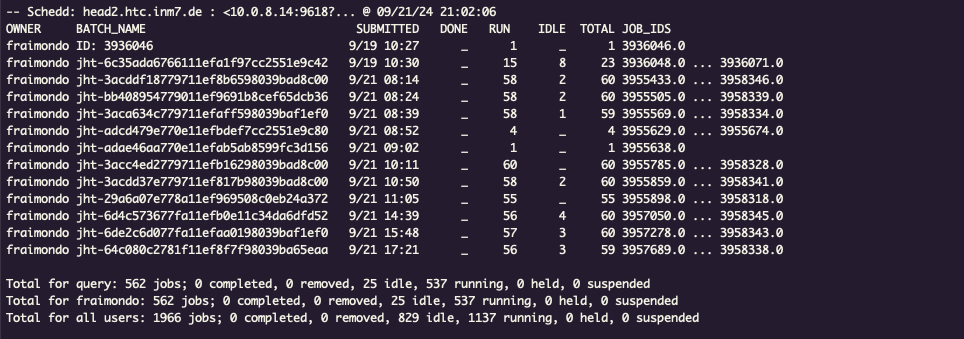 -- Schedd: head2.htc.inm7.de : <10.0.8.14:9618?... @ 09/21/24 21:02:06
OWNER BATCH_NAME SUBMITTED DONE RUN IDLE TOTAL JOB_IDS
fraimondo ID: 3936046 9/19 10:27 _ 1 _ 1 3936046.0
fraimondo jht-6c35ada6766111efa1f97cc2551e9c42 9/19 10:30 _ 15 8 23 3936048.0 ... 3936071.0
fraimondo jht-3acddf18779711ef8b6598039bad8c00 9/21 08:14 _ 58 2 60 3955433.0 ... 3958346.0
fraimondo jht-bb408954779011ef9691b8cef65dcb36 9/21 08:24 _ 58 2 60 3955505.0 ... 3958339.0
fraimondo jht-3aca634c779711efaff598039baf1ef0 9/21 08:39 _ 58 1 59 3955569.0 ... 3958334.0
fraimondo jht-adcd479e770e11efbdef7cc2551e9c80 9/21 08:52 _ 4 _ 4 3955629.0 ... 3955674.0
fraimondo jht-adae46aa770e11efab5ab8599fc3d156 9/21 09:02 _ 1 _ 1 3955638.0
fraimondo jht-3acc4ed2779711efb16298039bad8c00 9/21 10:11 _ 60 _ 60 3955785.0 ... 3958328.0
fraimondo jht-3acdd37e779711ef817b98039bad8c00 9/21 10:50 _ 58 2 60 3955859.0 ... 3958341.0
fraimondo jht-29a6a07e778a11ef969508c0eb24a372 9/21 11:05 _ 55 _ 55 3955898.0 ... 3958318.0
fraimondo jht-6d4c573677fa11efb0e11c34da6dfd52 9/21 14:39 _ 56 4 60 3957050.0 ... 3958345.0
fraimondo jht-6de2c6d077fa11efaa0198039baf1ef0 9/21 15:48 _ 57 3 60 3957278.0 ... 3958343.0
fraimondo jht-64c080c2781f11ef8f7f98039ba65eaa 9/21 17:21 _ 56 3 59 3957689.0 ... 3958338.0
Total for query: 562 jobs; 0 completed, 0 removed, 25 idle, 537 running, 0 held, 0 suspended
Total for fraimondo: 562 jobs; 0 completed, 0 removed, 25 idle, 537 running, 0 held, 0 suspended
Total for all users: 1966 jobs; 0 completed, 0 removed, 829 idle, 1137 running, 0 held, 0 suspended